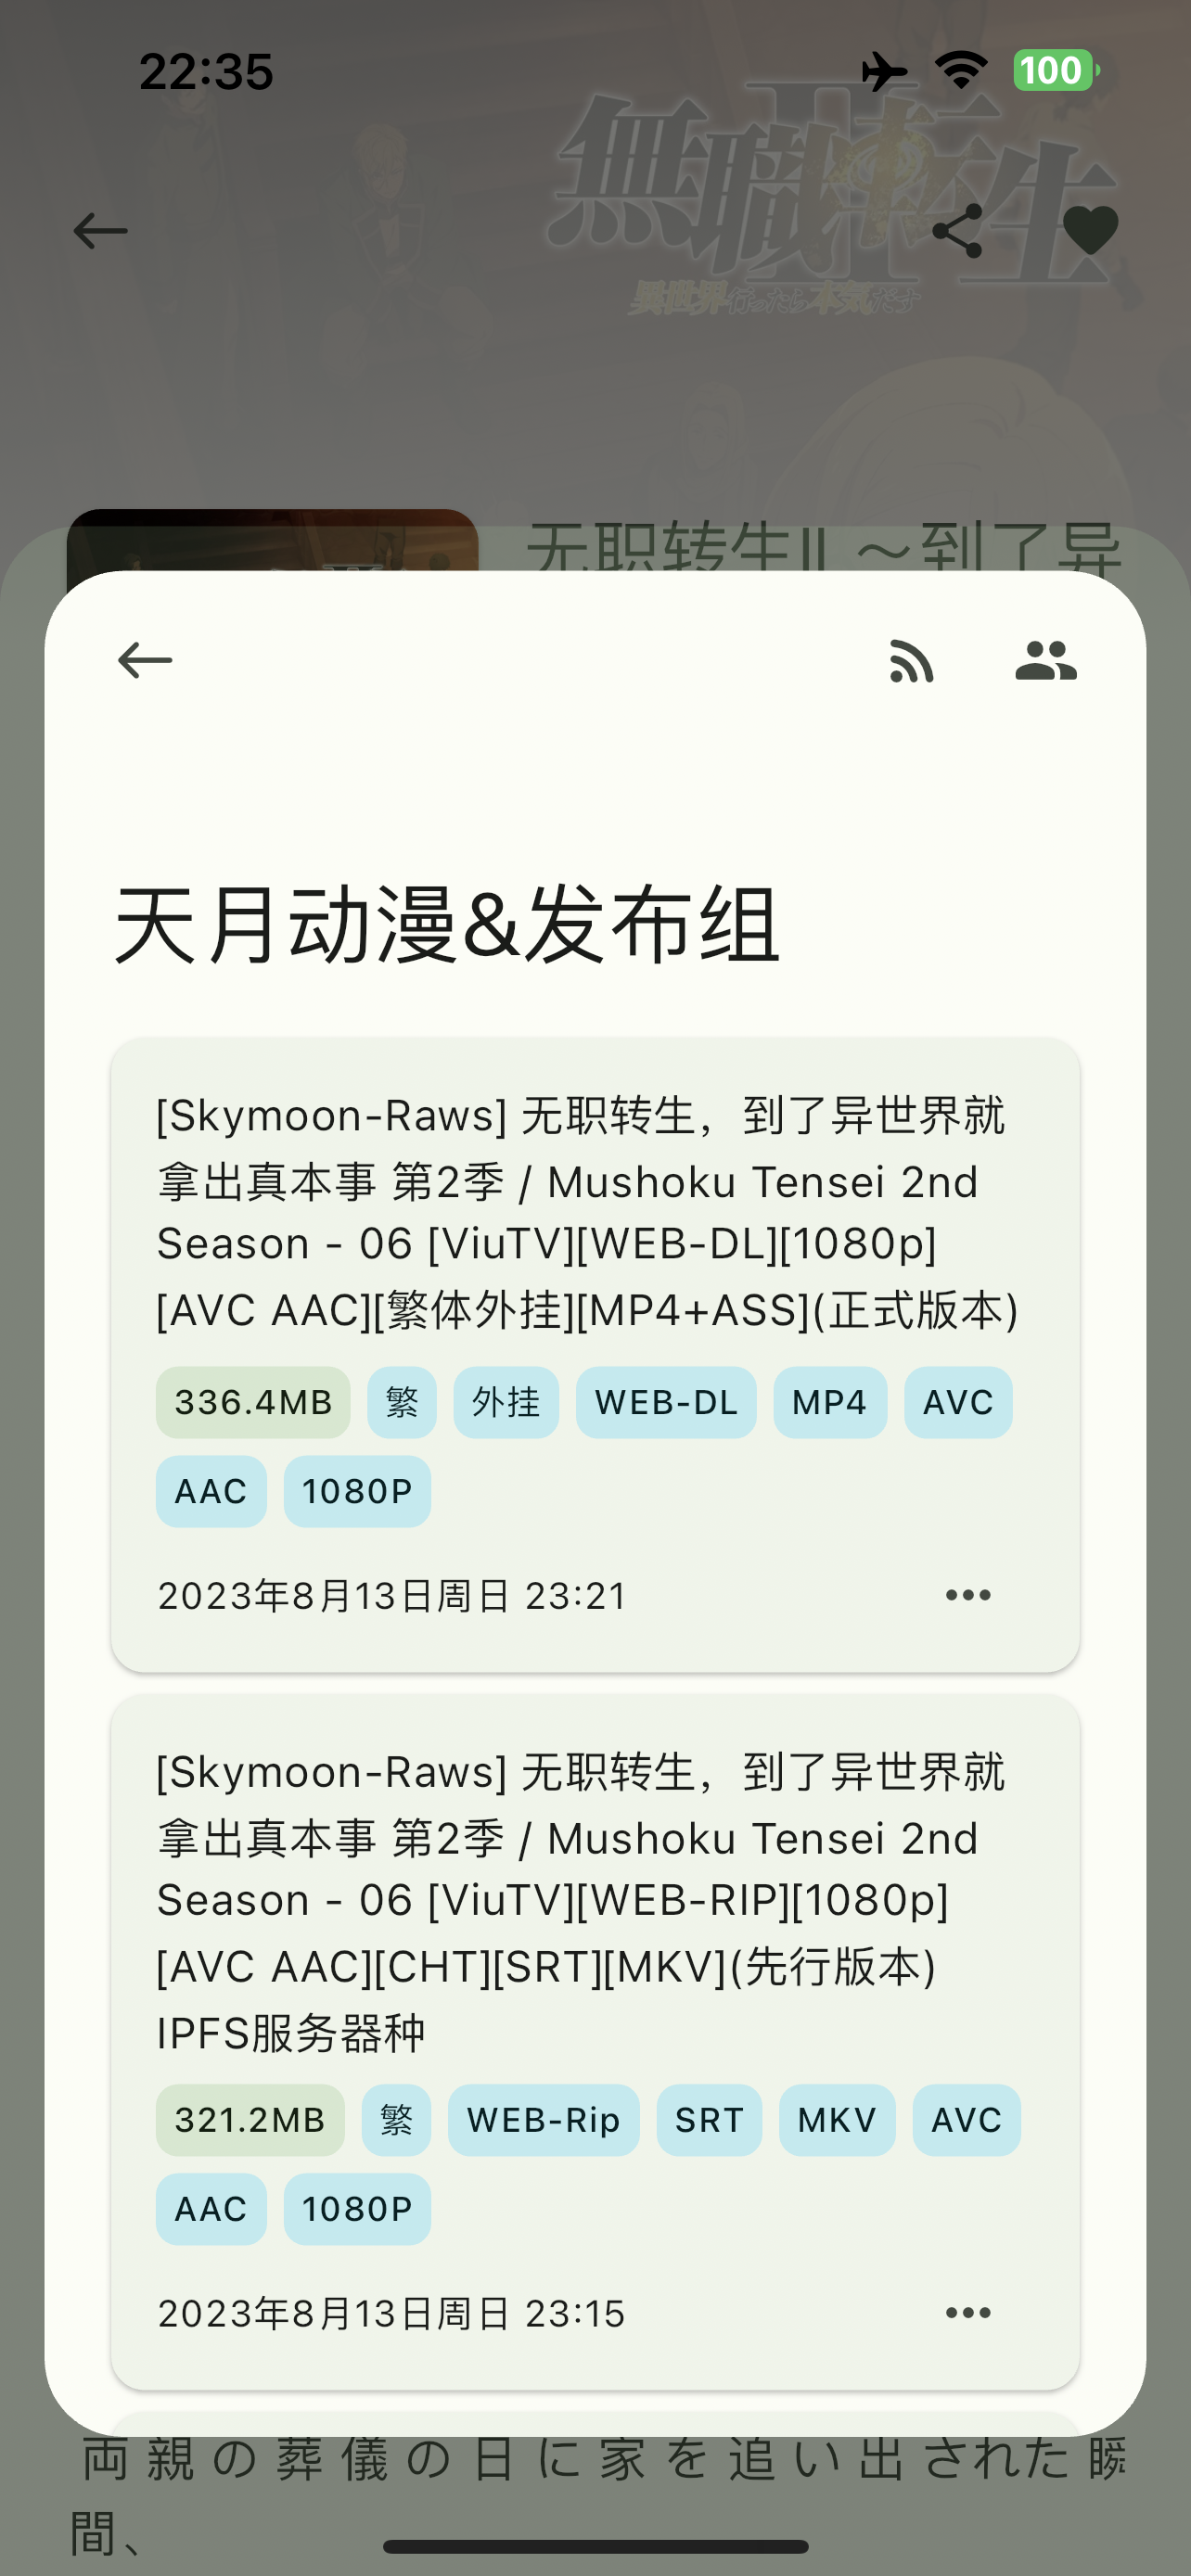 22:35
100
無職転生
II
異世界行ったら本気だす
无职转生Ⅱ ～到了异
天月动漫&发布组
[Skymoon-Raws] 无职转生，到了异世界就
拿出真本事 第2季 / Mushoku Tensei 2nd
Season - 06 [ViuTV][WEB-DL][1080p]
[AVC AAC][繁体外挂][MP4+ASS](正式版本)
336.4MB 繁 外挂 WEB-DL MP4 AVC
AAC 1080P
2023年8月13日周日 23:21
[Skymoon-Raws] 无职转生，到了异世界就
拿出真本事 第2季 / Mushoku Tensei 2nd
Season - 06 [ViuTV][WEB-RIP][1080p]
[AVC AAC][CHT][SRT][MKV](先行版本)
IPFS服务器种
321.2MB 繁 WEB-Rip SRT MKV AVC
AAC 1080P
2023年8月13日周日 23:15
両親の葬儀の日に家を追い出された瞬
間、